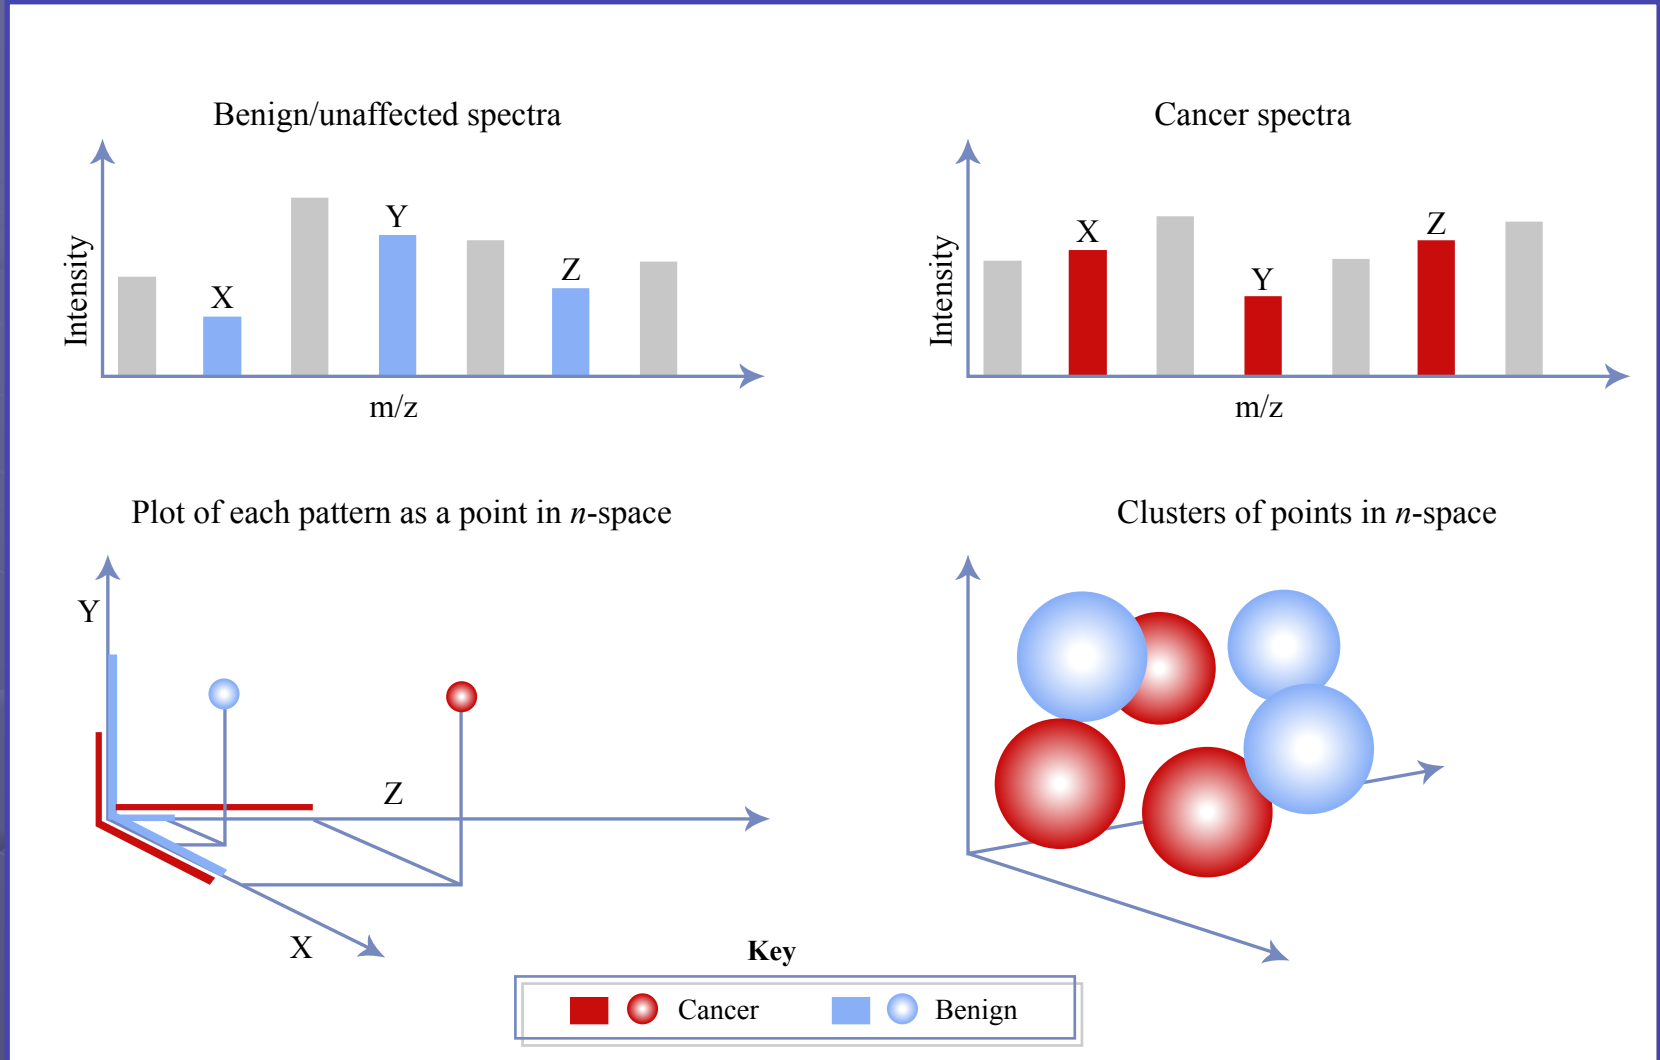 Benign/unaffected spectra
Intensity
X
Y
Z
m/z
Cancer spectra
Intensity
X
Y
Z
m/z
Plot of each pattern as a point in n-space
Y
Z
X
Clusters of points in n-space
Key
Cancer
Benign